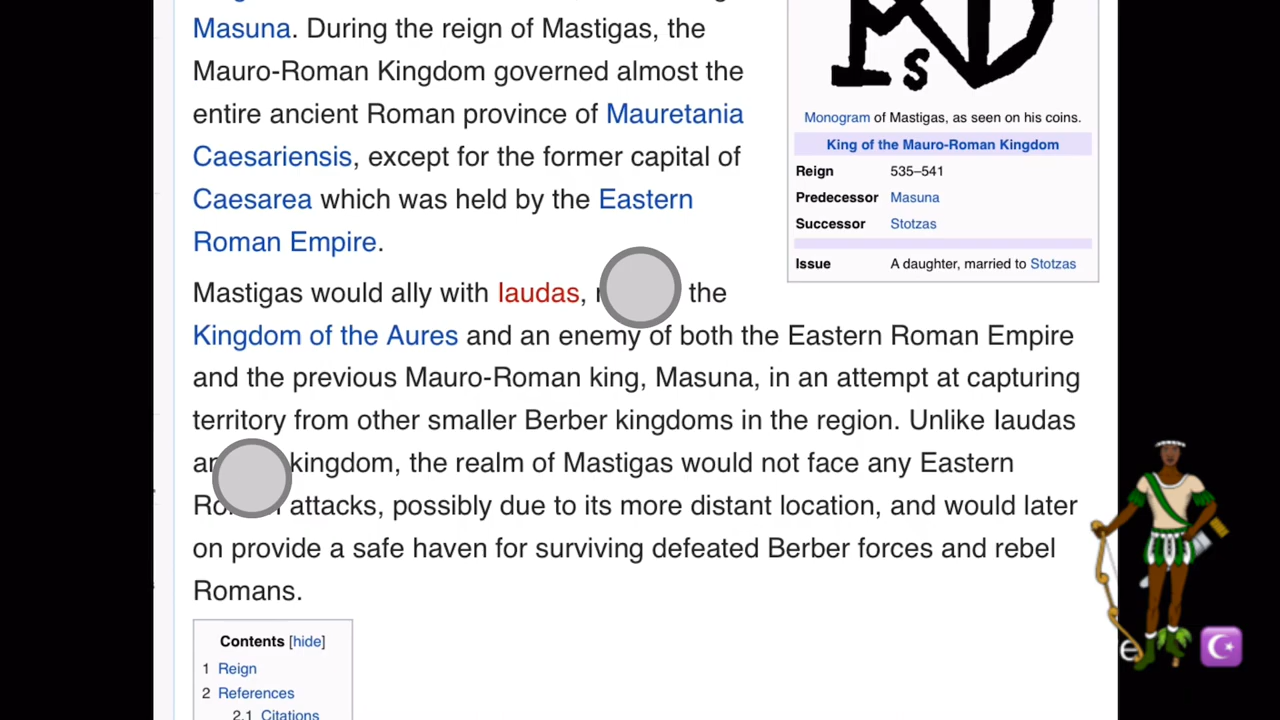 Masuna. During the reign of Mastigas, the
Mauro-Roman Kingdom governed almost the
entire ancient Roman province of Mauretania
Caesariensis, except for the former capital of
Caesarea which was held by the Eastern
Roman Empire.
Mastigas would ally with Iaudas, the
Kingdom of the Aures and an enemy of both the Eastern Roman Empire
and the previous Mauro-Roman king, Masuna, in an attempt at capturing
territory from other smaller Berber kingdoms in the region. Unlike Iaudas
kingdom, the realm of Mastigas would not face any Eastern
attacks, possibly due to its more distant location, and would later
on provide a safe haven for surviving defeated Berber forces and rebel
Romans.
Contents [hide]
1 Reign
2 References
2.1 Citations
Monogram of Mastigas, as seen on his coins.
King of the Mauro-Roman Kingdom
Reign 535–541
Predecessor Masuna
Successor Stotzas
Issue A daughter, married to Stotzas